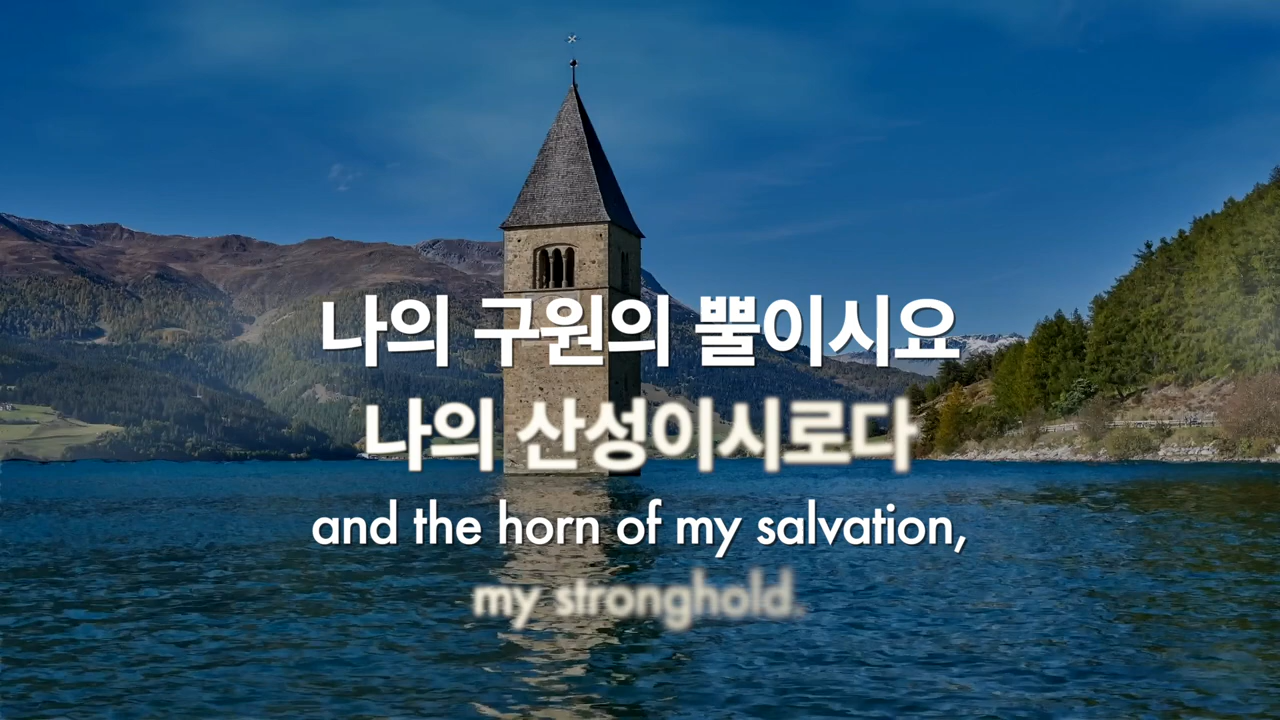 나의 구원의 뿔이시요
나의 산성이시로다
and the horn of my salvation,
my stronghold.